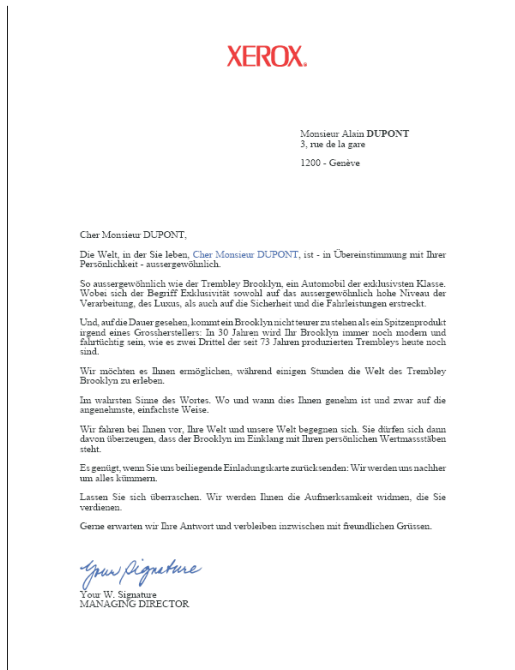 XEROX.
Monsieur Alain DUPONT
3, rue de la gare
1200 - Genève
Cher Monsieur DUPONT,
Die Welt, in der Sie leben, Cher Monsieur DUPONT, ist - in Übereinstimmung mit Ihrer
Persönlichkeit - aussergewöhnlich.
So aussergewöhnlich wie der Trembley Brooklyn, ein Automobil der exklusivsten Klasse.
Wobei sich der Begriff Exklusivität sowohl auf das aussergewöhnlich hohe Niveau der
Verarbeitung, des Luxus, als auch auf die Sicherheit und die Fahrleistungen erstreckt.
Und, auf die Dauer gesehen, kommt ein Brooklyn nicht teurer zu stehen als ein Spitzenprodukt
irgend eines Grossherstellers: In 30 Jahren wird Ihr Brooklyn immer noch modern und
fahrtüchtig sein, wie es zwei Drittel der seit 73 Jahren produzierten Trembleys heute noch
sind.
Wir möchten es Ihnen ermöglichen, während einigen Stunden die Welt des Trembley
Brooklyn zu erleben.
Im wahrsten Sinne des Wortes. Wo und wann dies Ihnen genehm ist und zwar auf die
angenehmste, einfachste Weise.
Wir fahren bei Ihnen vor, Ihre Welt und unsere Welt begegnen sich. Sie dürfen sich dann
davon überzeugen, dass der Brooklyn im Einklang mit Ihren persönlichen Wertmassstäben
steht.
Es genügt, wenn Sie uns beiliegende Einladungskarte zurücksenden: Wir werden uns nachher
um alles kümmern.
Lassen Sie sich überraschen. Wir werden Ihnen die Aufmerksamkeit widmen, die Sie
verdienen.
Gerne erwarten wir Ihre Antwort und verbleiben inzwischen mit freundlichen Grüssen.
Your Signature
Your W. Signature
MANAGING DIRECTOR